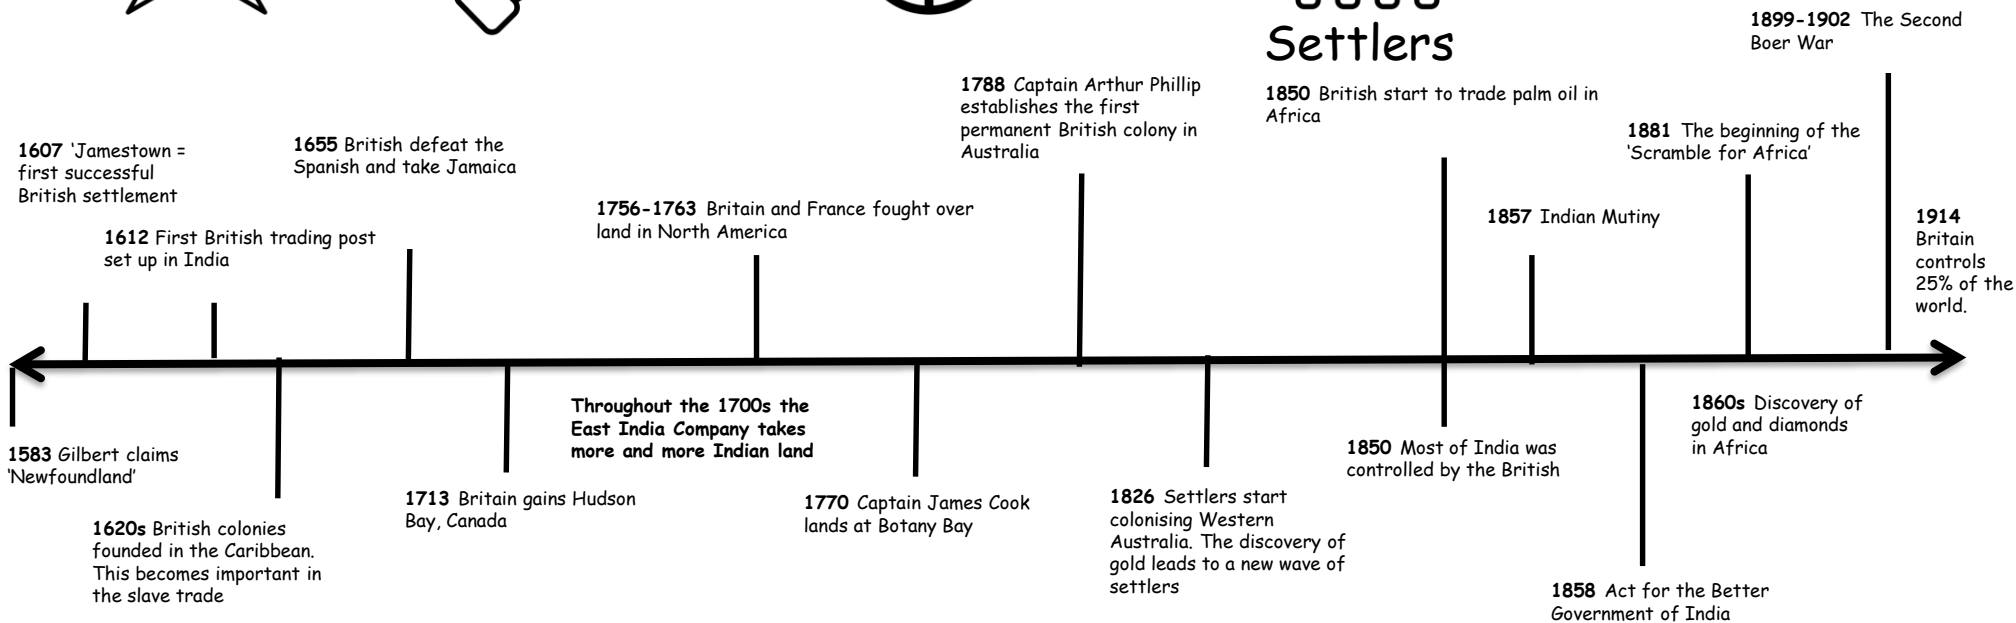 Settlers
1899-1902 The Second
Boer War
1788 Captain Arthur Phillip
establishes the first
permanent British colony in
Australia
1850 British start to trade palm oil in
Africa
1881 The beginning of the
‘Scramble for Africa’
1607 ‘Jamestown =
first successful
British settlement
1655 British defeat the
Spanish and take Jamaica
1756-1763 Britain and France fought over
land in North America
1857 Indian Mutiny
1914
Britain
controls
25% of the
world.
1612 First British trading post
set up in India
1583 Gilbert claims
‘Newfoundland’
1620s British colonies
founded in the Caribbean.
This becomes important in
the slave trade
1713 Britain gains Hudson
Bay, Canada
Throughout the 1700s the
East India Company takes
more and more Indian land
1770 Captain James Cook
lands at Botany Bay
1826 Settlers start
colonising Western
Australia. The discovery of
gold leads to a new wave of
settlers
1850 Most of India was
controlled by the British
1860s Discovery of
gold and diamonds
in Africa
1858 Act for the Better
Government of India